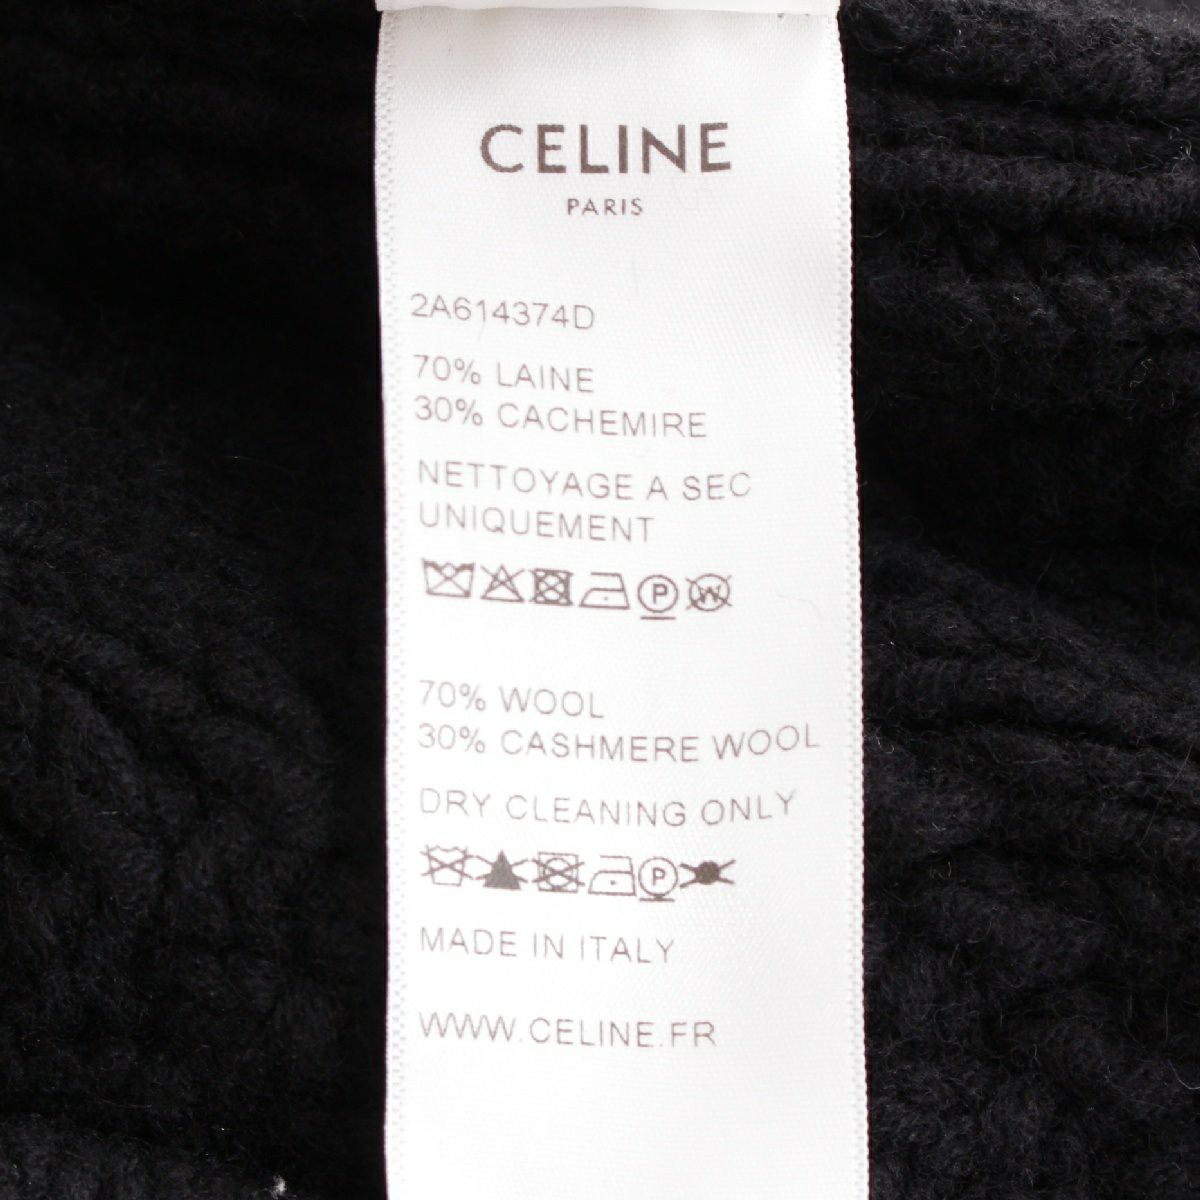 CELINE
PARIS
2A614374D
70% LAINE
30% CACHEMIRE
NETTOYAGE A SEC
UNIQUEMENT
P W
70% WOOL
30% CASHMERE WOOL
DRY CLEANING ONLY
P
MADE IN ITALY
WWW.CELINE.FR